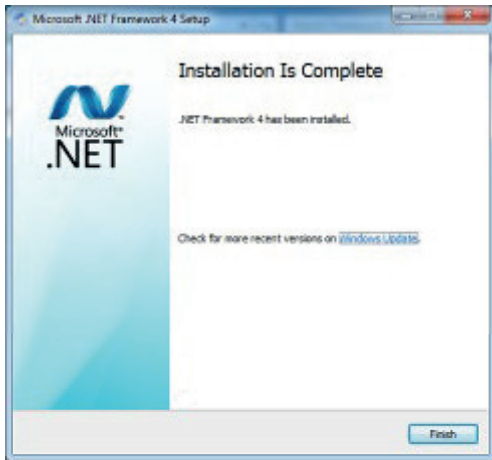 Microsoft .NET Framework 4 Setup
Installation Is Complete
Microsoft®
.NET
.NET Framework 4 has been installed.
Check for more recent versions on Windows Update.
Finish